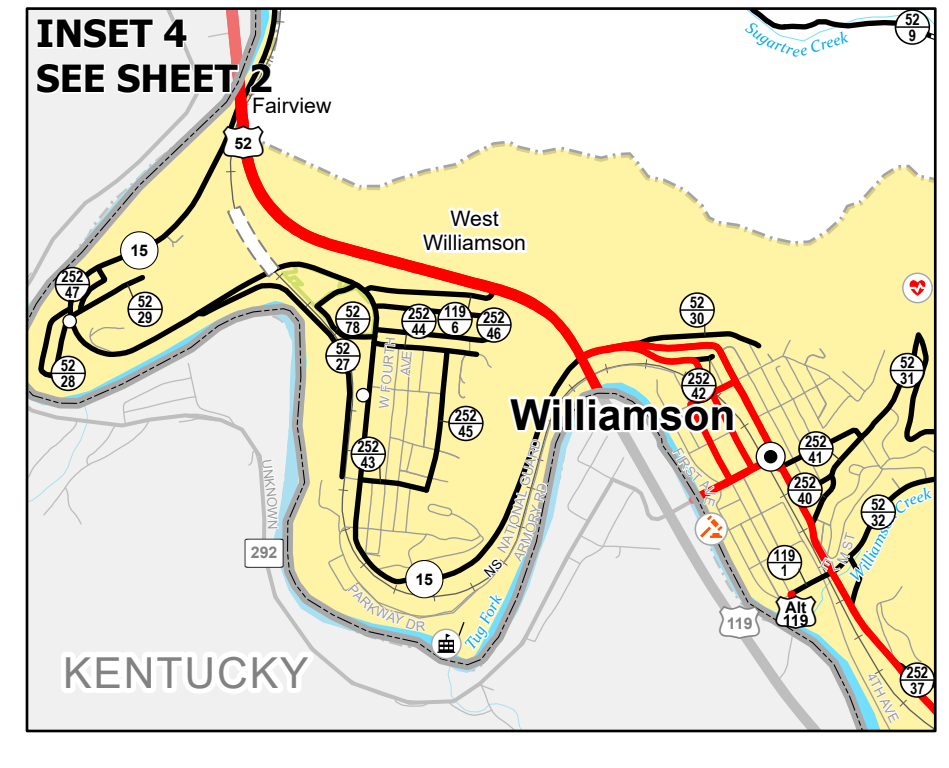 INSET 4
SEE SHEET 2
Sugartree Creek
52
9
Fairview
52
West
Williamson
15
252
47
52
29
52
78
252
44
119
6
252
46
52
30
52
28
52
27
W FOURTH
AVE
252
42
52
31
Williamson
252
45
252
43
252
41
252
40
52
32
FIRST AVE
UNKNOWN
292
NATIONAL GUARD
ARMORY RD
NS
15
PARKWAY DR
Tug Fork
119
1
Alt
119
119
ELM ST
Williamson Creek
KENTUCKY
252
37
4TH AVE